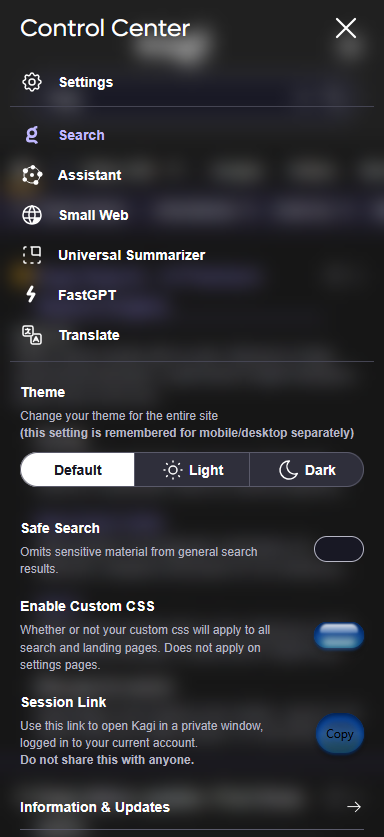 Control Center
Settings
Search
Assistant
Small Web
Universal Summarizer
FastGPT
Translate
Theme
Change your theme for the entire site
(this setting is remembered for mobile/desktop separately)
Default Light Dark
Safe Search
Omits sensitive material from general search
results.
Enable Custom CSS
Whether or not your custom css will apply to all
search and landing pages. Does not apply on
settings pages.
Session Link
Use this link to open Kagi in a private window,
logged in to your current account.
Do not share this with anyone.
Copy
Information & Updates